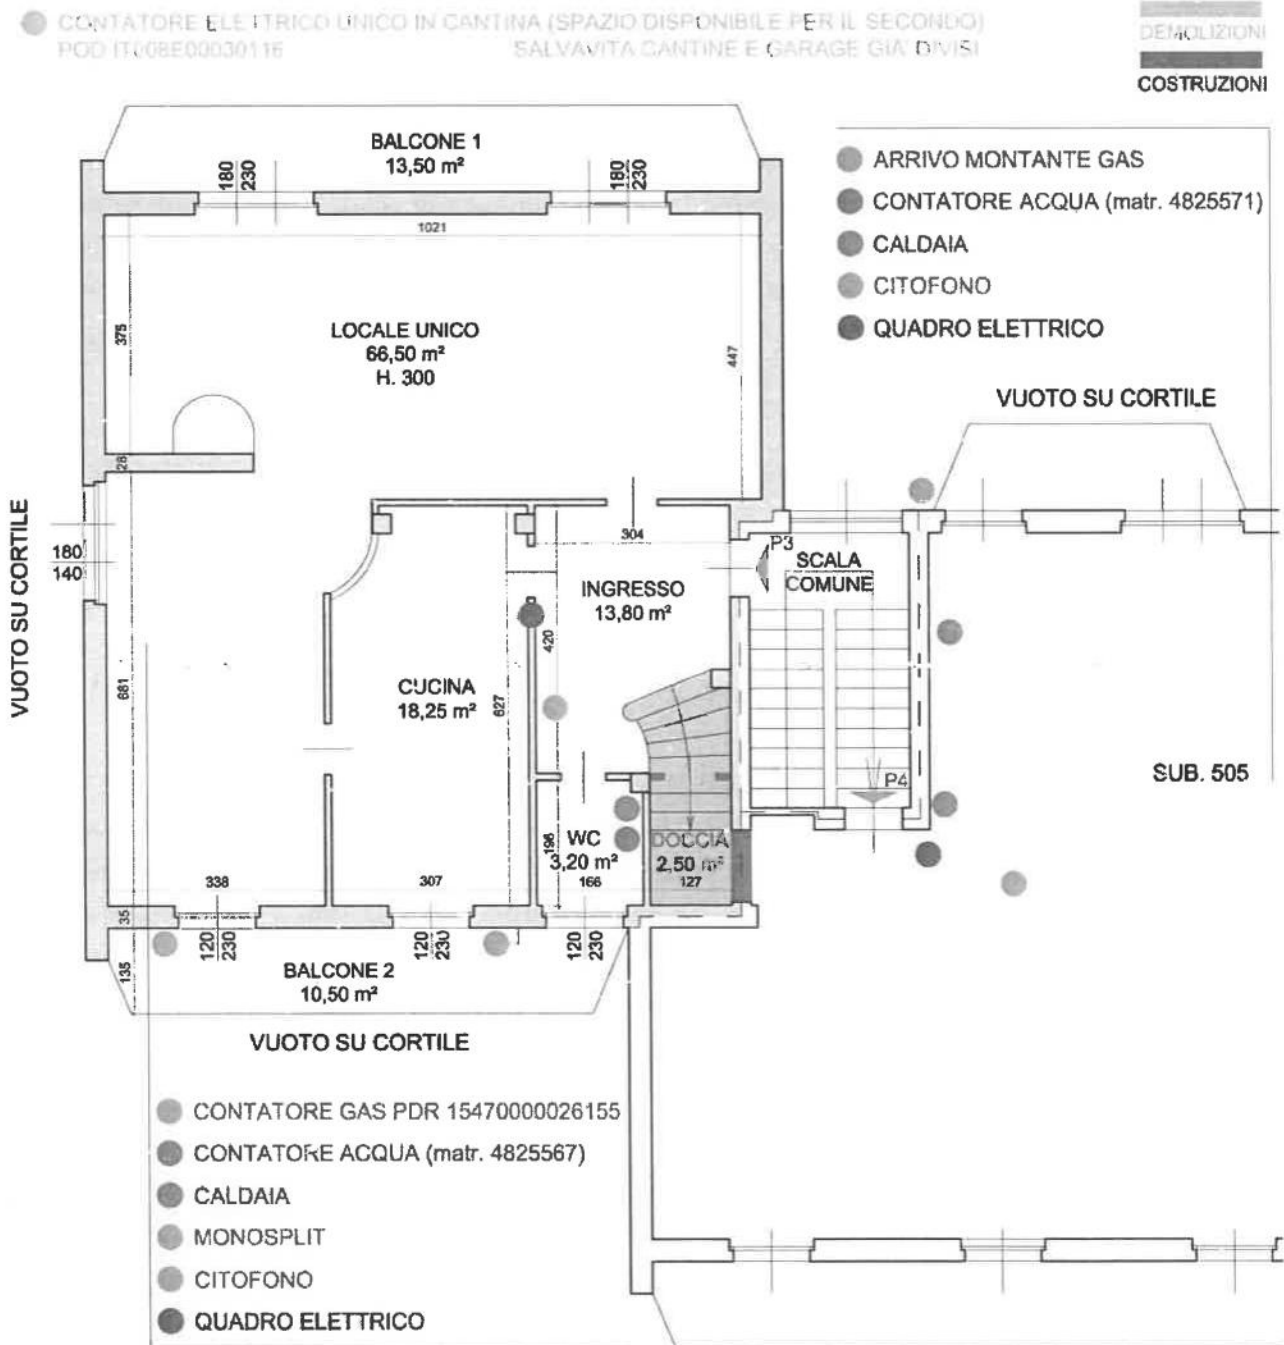 CONTATORE ELETTRICO UNICO IN CANTINA (SPAZIO DISPONIBILE PER IL SECONDO)
POD IT008E00030116 SALVAVITA CANTINE E GARAGE GIA' DIVISI
DEMOLIZIONI
COSTRUZIONI
BALCONE 1
13,50 m²
180
230
180
230
1021
ARRIVO MONTANTE GAS
CONTATORE ACQUA (matr. 4825571)
CALDAIA
CITOFONO
QUADRO ELETTRICO
LOCALE UNICO
66,50 m²
H. 300
375
447
28
VUOTO SU CORTILE
VUOTO SU CORTILE
180
140
304
P3
SCALA
COMUNE
INGRESSO
13,80 m²
420
681
CUCINA
18,25 m²
627
P4
SUB. 505
WC
3,20 m²
196
166
DOCCIA
2,50 m²
127
338
307
35
135
120
230
120
230
120
230
BALCONE 2
10,50 m²
VUOTO SU CORTILE
CONTATORE GAS PDR 15470000026155
CONTATORE ACQUA (matr. 4825567)
CALDAIA
MONOSPLIT
CITOFONO
QUADRO ELETTRICO